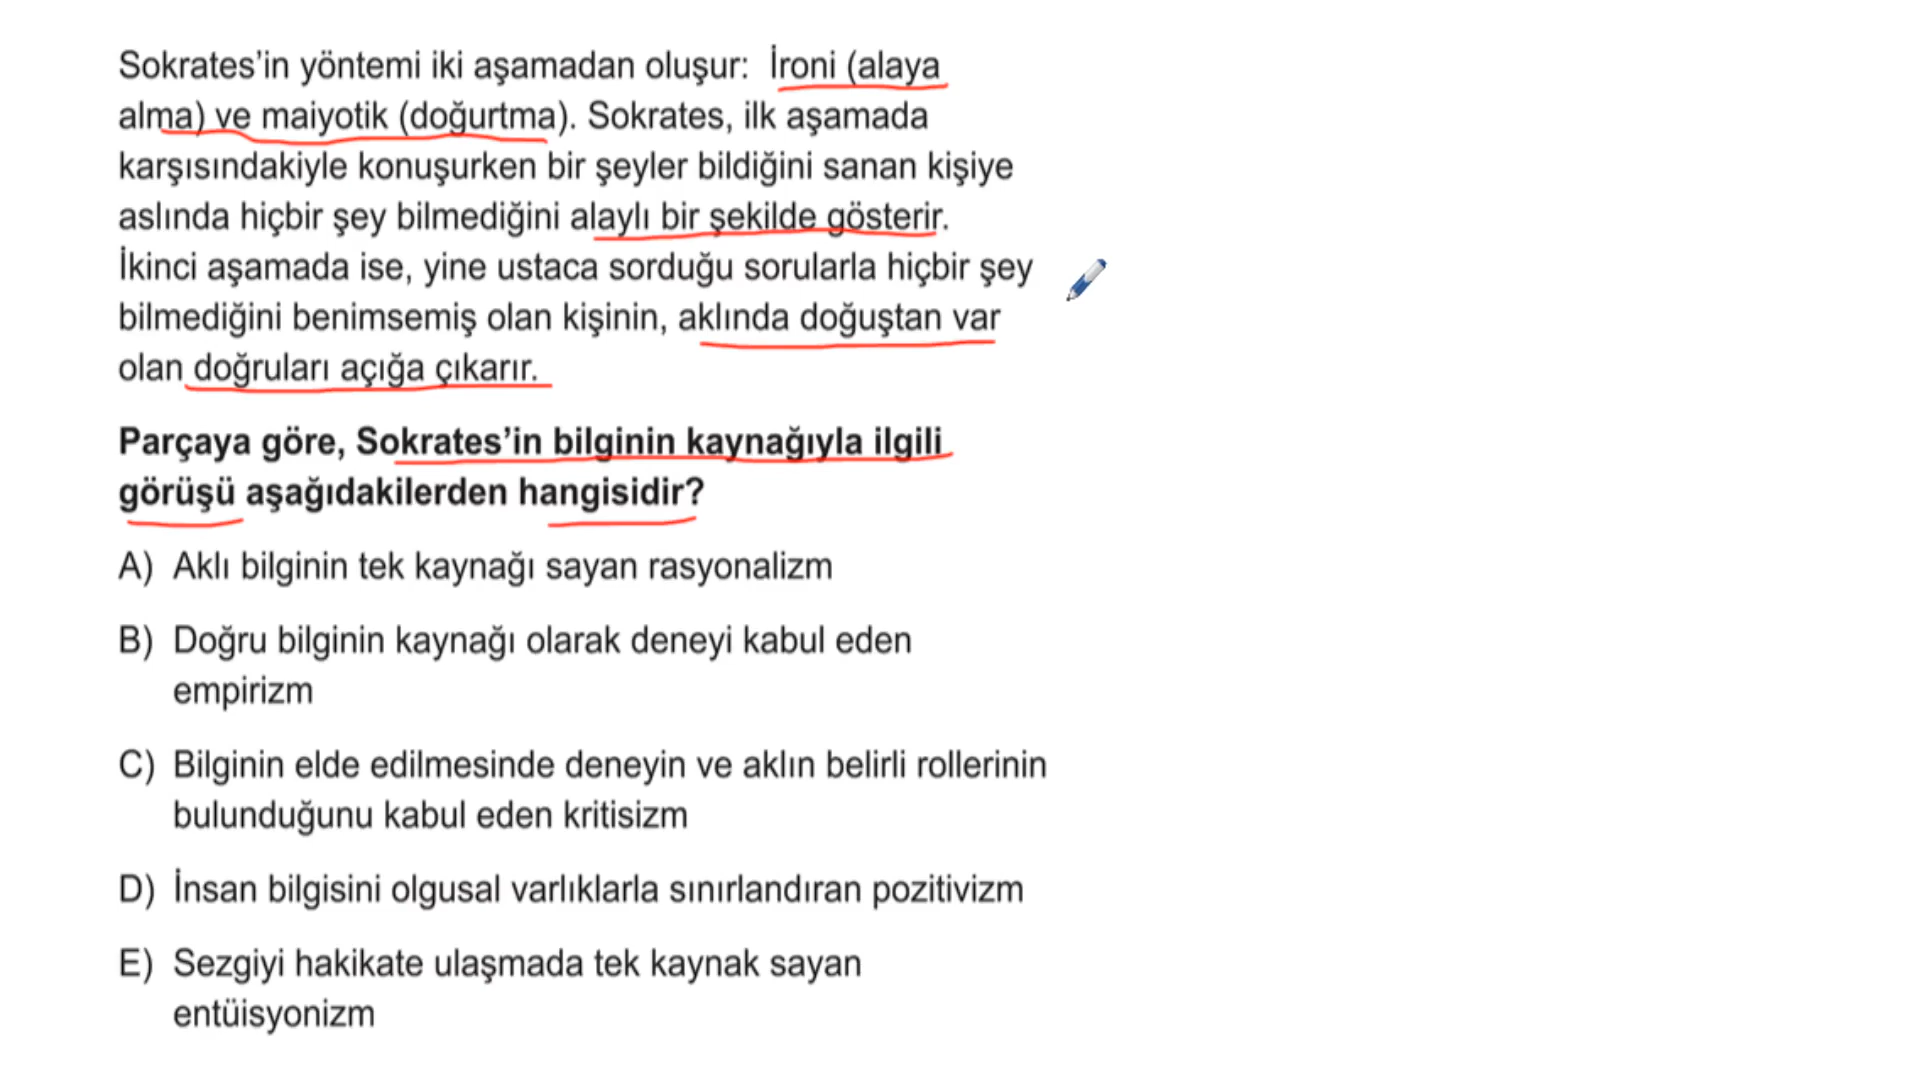 Sokrates’in yöntemi iki aşamadan oluşur: İroni (alaya
alma) ve maiyotik (doğurtma). Sokrates, ilk aşamada
karşısındakiyle konuşurken bir şeyler bildiğini sanan kişiye
aslında hiçbir şey bilmediğini alaylı bir şekilde gösterir.
İkinci aşamada ise, yine ustaca sorduğu sorularla hiçbir şey
bilmediğini benimsemiş olan kişinin, aklında doğuştan var
olan doğruları açığa çıkarır.
Parçaya göre, Sokrates’in bilginin kaynağıyla ilgili
görüşü aşağıdakilerden hangisidir?
A) Aklı bilginin tek kaynağı sayan rasyonalizm
B) Doğru bilginin kaynağı olarak deneyi kabul eden
empirizm
C) Bilginin elde edilmesinde deneyin ve aklın belirli rollerinin
bulunduğunu kabul eden kritisizm
D) İnsan bilgisini olgusal varlıklarla sınırlandıran pozitivizm
E) Sezgiyi hakikate ulaşmada tek kaynak sayan
entüisyonizm